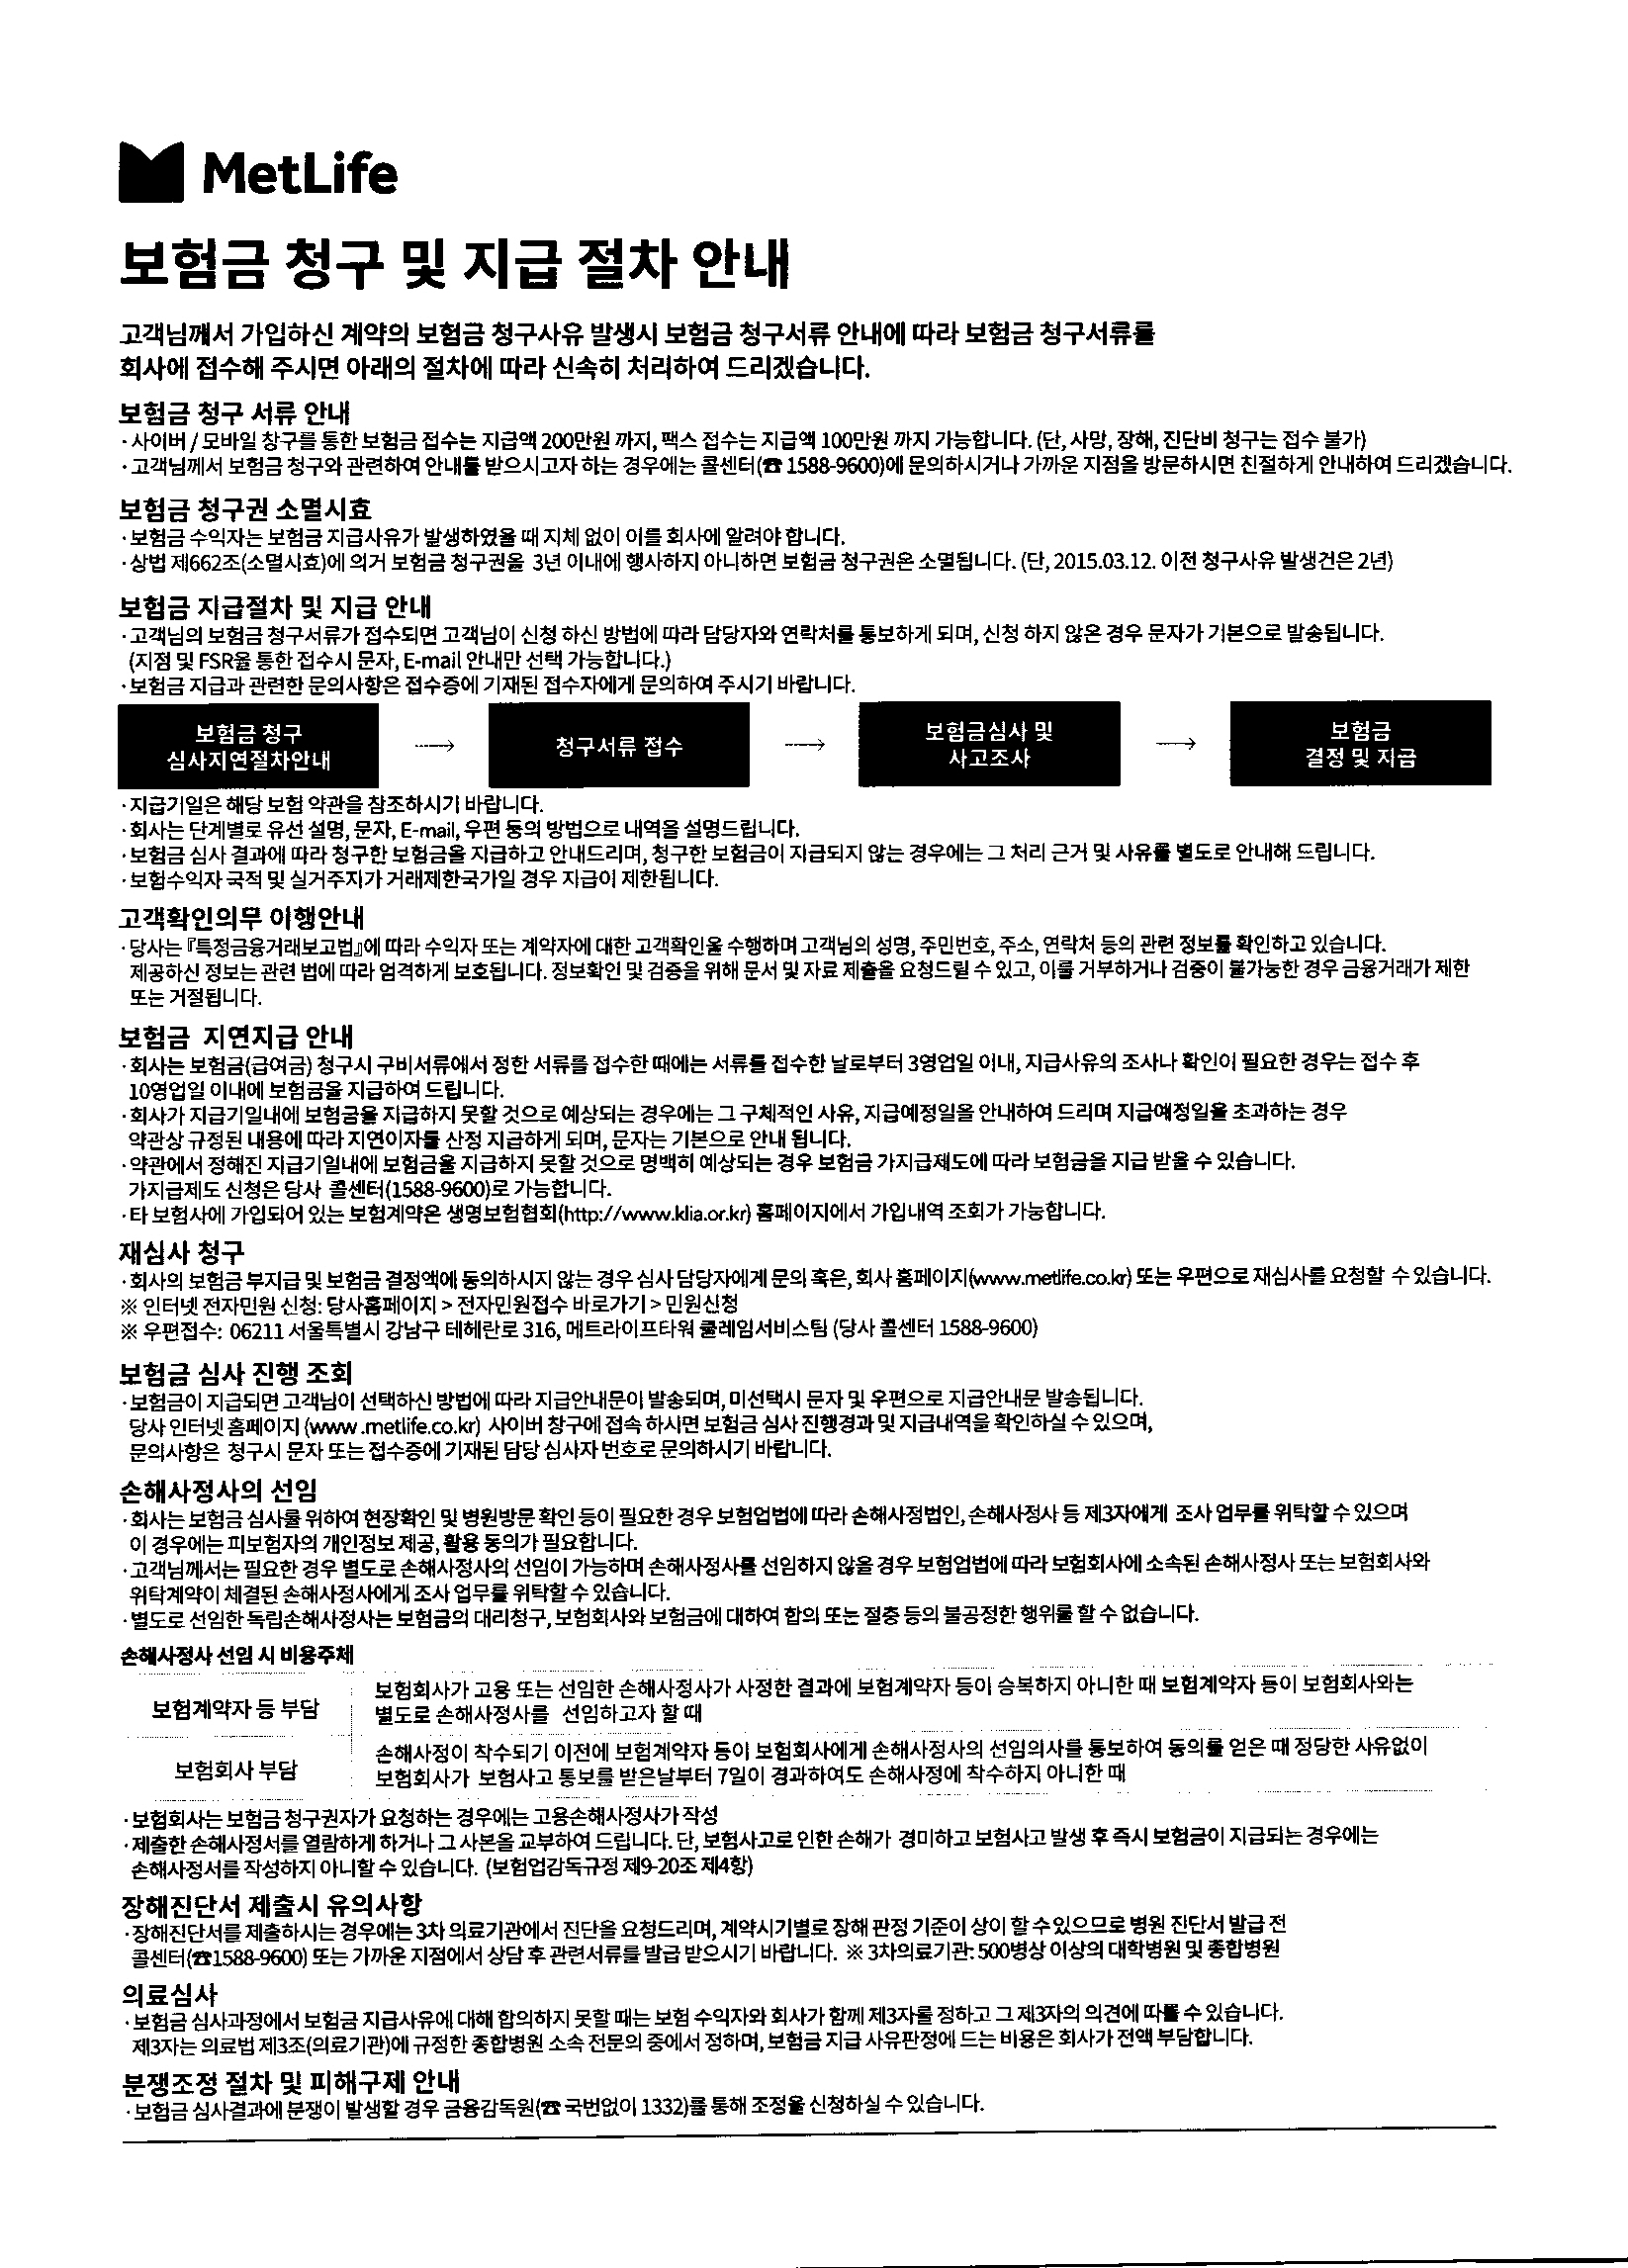 MetLife
보험금 청구 및 지급 절차 안내
고객님께서 가입하신 계약의 보험금 청구사유 발생시 보험금 청구서류 안내에 따라 보험금 청구서류를
회사에 접수해 주시면 아래의 절차에 따라 신속히 처리하여 드리겠습니다.
보험금 청구 서류 안내
· 사이버 / 모바일 창구를 통한 보험금 접수는 지급액 200만원 까지, 팩스 접수는 지급액 100만원 까지 가능합니다. (단, 사망, 장해, 진단비 청구는 접수 불가)
· 고객님께서 보험금 청구와 관련하여 안내를 받으시고자 하는 경우에는 콜센터(☎ 1588-9600)에 문의하시거나 가까운 지점을 방문하시면 친절하게 안내하여 드리겠습니다.
보험금 청구권 소멸시효
· 보험금 수익자는 보험금 지급사유가 발생하였을 때 지체 없이 이를 회사에 알려야 합니다.
· 상법 제662조(소멸시효)에 의거 보험금 청구권을 3년 이내에 행사하지 아니하면 보험금 청구권은 소멸됩니다. (단, 2015.03.12. 이전 청구사유 발생건은 2년)
보험금 지급절차 및 지급 안내
· 고객님의 보험금 청구서류가 접수되면 고객님이 신청 하신 방법에 따라 담당자와 연락처를 통보하게 되며, 신청 하지 않은 경우 문자가 기본으로 발송됩니다.
(지점 및 FSR을 통한 접수시 문자, E-mail 안내만 선택 가능합니다.)
· 보험금 지급과 관련한 문의사항은 접수증에 기재된 접수자에게 문의하여 주시기 바랍니다.
보험금 청구
심사지연절차안내
→
청구서류 접수
→
보험금심사 및
사고조사
→
보험금
결정 및 지급
· 지급기일은 해당 보험 약관을 참조하시기 바랍니다.
· 회사는 단계별로 유선 설명, 문자, E-mail, 우편 등의 방법으로 내역을 설명드립니다.
· 보험금 심사 결과에 따라 청구한 보험금을 지급하고 안내드리며, 청구한 보험금이 지급되지 않는 경우에는 그 처리 근거 및 사유를 별도로 안내해 드립니다.
· 보험수익자 국적 및 실거주지가 거래제한국가일 경우 지급이 제한됩니다.
고객확인의무 이행안내
· 당사는 『특정금융거래보고법』에 따라 수익자 또는 계약자에 대한 고객확인을 수행하며 고객님의 성명, 주민번호, 주소, 연락처 등의 관련 정보를 확인하고 있습니다.
제공하신 정보는 관련 법에 따라 엄격하게 보호됩니다. 정보확인 및 검증을 위해 문서 및 자료 제출을 요청드릴 수 있고, 이를 거부하거나 검증이 불가능한 경우 금융거래가 제한
또는 거절됩니다.
보험금 지연지급 안내
· 회사는 보험금(급여금) 청구시 구비서류에서 정한 서류를 접수한 때에는 서류를 접수한 날로부터 3영업일 이내, 지급사유의 조사나 확인이 필요한 경우는 접수 후
10영업일 이내에 보험금을 지급하여 드립니다.
· 회사가 지급기일내에 보험금을 지급하지 못할 것으로 예상되는 경우에는 그 구체적인 사유, 지급예정일을 안내하여 드리며 지급예정일을 초과하는 경우
약관상 규정된 내용에 따라 지연이자를 산정 지급하게 되며, 문자는 기본으로 안내 됩니다.
· 약관에서 정해진 지급기일내에 보험금을 지급하지 못할 것으로 명백히 예상되는 경우 보험금 가지급제도에 따라 보험금을 지급 받을 수 있습니다.
가지급제도 신청은 당사 콜센터(1588-9600)로 가능합니다.
· 타 보험사에 가입되어 있는 보험계약은 생명보험협회(http://www.klia.or.kr) 홈페이지에서 가입내역 조회가 가능합니다.
재심사 청구
· 회사의 보험금 부지급 및 보험금 결정액에 동의하시지 않는 경우 심사 담당자에게 문의 혹은, 회사 홈페이지(www.metlife.co.kr) 또는 우편으로 재심사를 요청할 수 있습니다.
※ 인터넷 전자민원 신청: 당사홈페이지 > 전자민원접수 바로가기 > 민원신청
※ 우편접수: 06211 서울특별시 강남구 테헤란로 316, 메트라이프타워 클레임서비스팀 (당사 콜센터 1588-9600)
보험금 심사 진행 조회
· 보험금이 지급되면 고객님이 선택하신 방법에 따라 지급안내문이 발송되며, 미선택시 문자 및 우편으로 지급안내문 발송됩니다.
당사 인터넷 홈페이지 (www .metlife.co.kr) 사이버 창구에 접속 하시면 보험금 심사 진행경과 및 지급내역을 확인하실 수 있으며,
문의사항은 청구시 문자 또는 접수증에 기재된 담당 심사자 번호로 문의하시기 바랍니다.
손해사정사의 선임
· 회사는 보험금 심사를 위하여 현장확인 및 병원방문 확인 등이 필요한 경우 보험업법에 따라 손해사정법인, 손해사정사 등 제3자에게 조사 업무를 위탁할 수 있으며
이 경우에는 피보험자의 개인정보 제공, 활용 동의가 필요합니다.
· 고객님께서는 필요한 경우 별도로 손해사정사의 선임이 가능하며 손해사정사를 선임하지 않을 경우 보험업법에 따라 보험회사에 소속된 손해사정사 또는 보험회사와
위탁계약이 체결된 손해사정사에게 조사 업무를 위탁할 수 있습니다.
· 별도로 선임한 독립손해사정사는 보험금의 대리청구, 보험회사와 보험금에 대하여 합의 또는 절충 등의 불공정한 행위를 할 수 없습니다.
손해사정사 선임 시 비용주체
보험계약자 등 부담
보험회사가 고용 또는 선임한 손해사정사가 사정한 결과에 보험계약자 등이 승복하지 아니한 때 보험계약자 등이 보험회사와는
별도로 손해사정사를 선임하고자 할 때
보험회사 부담
손해사정이 착수되기 이전에 보험계약자 등이 보험회사에게 손해사정사의 선임의사를 통보하여 동의를 얻은 때 정당한 사유없이
보험회사가 보험사고 통보를 받은날부터 7일이 경과하여도 손해사정에 착수하지 아니한 때
· 보험회사는 보험금 청구권자가 요청하는 경우에는 고용손해사정사가 작성
· 제출한 손해사정서를 열람하게 하거나 그 사본을 교부하여 드립니다. 단, 보험사고로 인한 손해가 경미하고 보험사고 발생 후 즉시 보험금이 지급되는 경우에는
손해사정서를 작성하지 아니할 수 있습니다. (보험업감독규정 제9-20조 제4항)
장해진단서 제출시 유의사항
· 장해진단서를 제출하시는 경우에는 3차 의료기관에서 진단을 요청드리며, 계약시기별로 장해 판정 기준이 상이 할 수 있으므로 병원 진단서 발급 전
콜센터(☎1588-9600) 또는 가까운 지점에서 상담 후 관련서류를 발급 받으시기 바랍니다. ※ 3차의료기관: 500병상 이상의 대학병원 및 종합병원
의료심사
· 보험금 심사과정에서 보험금 지급사유에 대해 합의하지 못할 때는 보험 수익자와 회사가 함께 제3자를 정하고 그 제3자의 의견에 따를 수 있습니다.
제3자는 의료법 제3조(의료기관)에 규정한 종합병원 소속 전문의 중에서 정하며, 보험금 지급 사유판정에 드는 비용은 회사가 전액 부담합니다.
분쟁조정 절차 및 피해구제 안내
· 보험금 심사결과에 분쟁이 발생할 경우 금융감독원(☎ 국번없이 1332)를 통해 조정을 신청하실 수 있습니다.